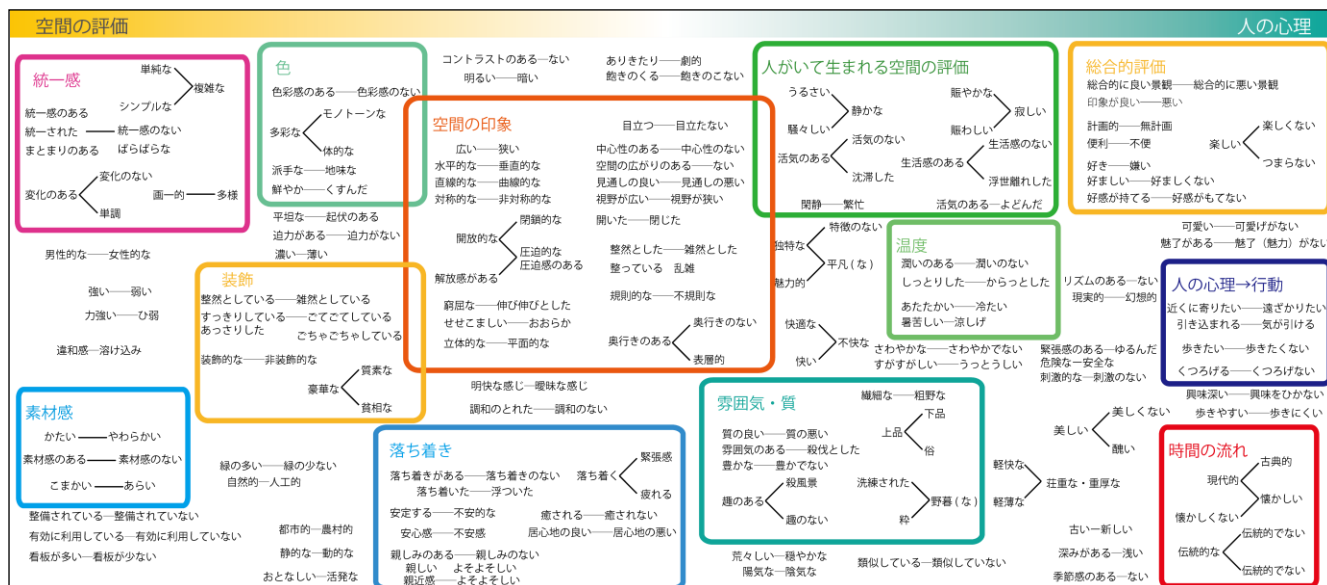 空間の評価
人の心理
統一感
単純な
複雑な
シンプルな
統一感のある
統一された──統一感のない
まとまりのある ばらばらな
変化のある
変化のない
単調
画一的──多様
男性的な──女性的な
強い──弱い
力強い──ひ弱
違和感─溶け込み
素材感
かたい──やわらかい
素材感のある──素材感のない
こまかい──あらい
整備されている─整備されていない
有効に利用している─有効に利用していない
看板が多い─看板が少ない
色
色彩感のある─色彩感のない
多彩な
モノトーンな
体的な
派手な──地味な
鮮やか──くすんだ
平坦な──起伏のある
迫力がある──迫力がない
濃い─薄い
装飾
整然としている──雑然としている
すっきりしている──ごてごてしている
あっさりした
ごちゃごちゃしている
装飾的な──非装飾的な
豪華な
質素な
貧相な
緑の多い─緑の少ない
自然的─人工的
都市的─農村的
静的な─動的な
おとなしい─活発な
コントラストのある─ない
明るい──暗い
ありきたり──劇的
飽きのくる──飽きのこない
空間の印象
目立つ──目立たない
広い──狭い
水平的な──垂直的な
直線的な──曲線的な
対称的な──非対称的な
中心性のある──中心性のない
空間の広がりのある──ない
見通しの良い──見通しの悪い
視野が広い─視野が狭い
開いた──閉じた
開放的な
解放感がある
閉鎖的な
圧迫的な
圧迫感のある
整然とした──雑然とした
整っている 乱雑
規則的な──不規則な
窮屈な──伸び伸びとした
せせこましい──おおらか
立体的な──平面的な
奥行きのある
奥行きのない
表層的
明快な感じ─曖昧な感じ
調和のとれた──調和のない
落ち着き
落ち着きがある──落ち着きのない
落ち着いた──浮ついた
落ち着く
緊張感
疲れる
安定する──不安的な
安心感──不安感
癒される──癒されない
居心地の良い──居心地の悪い
親しみのある──親しみのない
親しい よそよそしい
親近感──よそよそしい
人がいて生まれる空間の評価
うるさい
騒々しい
静かな
活気のある
活気のない
沈滞した
賑やかな
賑わしい
寂しい
生活感のある
生活感のない
浮世離れした
閑静──繁忙
活気のある──よどんだ
独特な
魅力的
特徴のない
平凡(な)
快適な
快い
不快な
温度
潤いのある──潤いのない
しっとりした──からっとした
あたたかい──冷たい
暑苦しい──涼しげ
さわやかな──さわやかでない
すがすがしい──うっとうしい
雰囲気・質
繊細な──粗野な
質の良い──質の悪い
雰囲気のある──殺伐とした
豊かな──豊かでない
上品
下品
俗
趣のある
殺風景
趣のない
洗練された
粋
野暮(な)
荒々しい─穏やかな
陽気な─陰気な
類似している─類似していない
総合的評価
総合的に良い景観──総合的に悪い景観
印象が良い──悪い
計画的──無計画
便利──不便
好き──嫌い
好ましい──好ましくない
好感が持てる──好感がもてない
楽しい
楽しくない
つまらない
可愛い──可愛げがない
魅了がある──魅了(魅力)がない
リズムのある─ない
現実的─幻想的
人の心理→行動
近くに寄りたい─遠ざかりたい
引き込まれる──気が引ける
歩きたい─歩きたくない
くつろげる──くつろげない
緊張感のある─ゆるんだ
危険な─安全な
刺激的な─刺激のない
興味深い─興味をひかない
歩きやすい─歩きにくい
美しい
美しくない
醜い
軽快な
軽薄な
荘重な・重厚な
古い─新しい
深みがある─浅い
季節感のある─ない
時間の流れ
現代的
古典的
懐かしい
懐かしくない
伝統的な
伝統的でない
伝統的でない